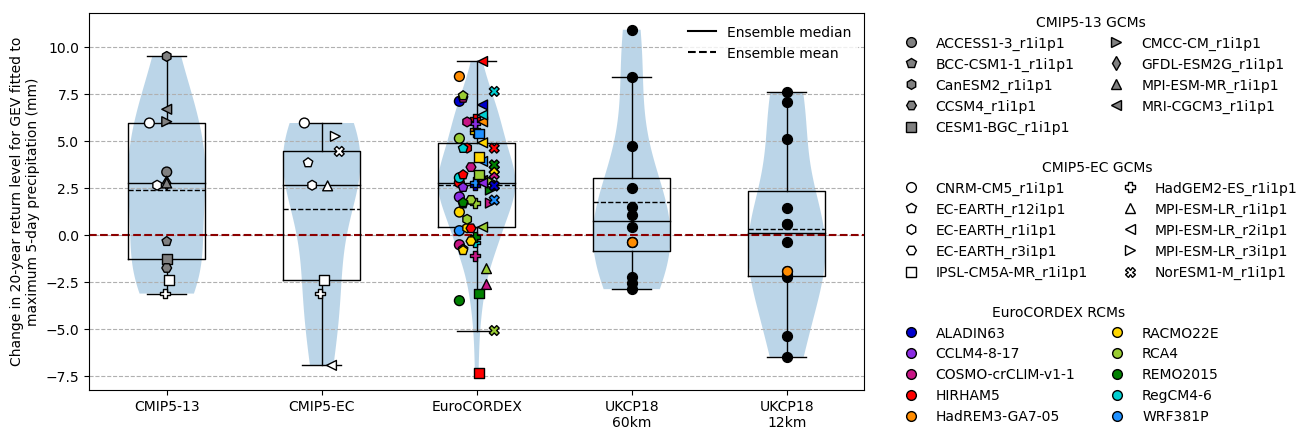 Change in 20-year return level for GEV fitted to
maximum 5-day precipitation (mm)
10.0
7.5
5.0
2.5
0.0
−2.5
−5.0
−7.5
CMIP5-13
CMIP5-EC
EuroCORDEX
UKCP18
60km
UKCP18
12km
Ensemble median
Ensemble mean
CMIP5-13 GCMs
ACCESS1-3_r1i1p1
BCC-CSM1-1_r1i1p1
CanESM2_r1i1p1
CCSM4_r1i1p1
CESM1-BGC_r1i1p1
CMCC-CM_r1i1p1
GFDL-ESM2G_r1i1p1
MPI-ESM-MR_r1i1p1
MRI-CGCM3_r1i1p1
CMIP5-EC GCMs
CNRM-CM5_r1i1p1
EC-EARTH_r12i1p1
EC-EARTH_r1i1p1
EC-EARTH_r3i1p1
IPSL-CM5A-MR_r1i1p1
HadGEM2-ES_r1i1p1
MPI-ESM-LR_r1i1p1
MPI-ESM-LR_r2i1p1
MPI-ESM-LR_r3i1p1
NorESM1-M_r1i1p1
EuroCORDEX RCMs
ALADIN63
CCLM4-8-17
COSMO-crCLIM-v1-1
HIRHAM5
HadREM3-GA7-05
RACMO22E
RCA4
REMO2015
RegCM4-6
WRF381P